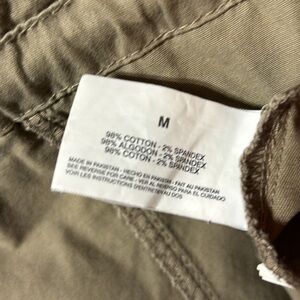 M
98% COTTON - 2% SPANDEX
98% ALGODON - 2% SPANDEX
98% COTON - 2% SPANDEX
MADE IN PAKISTAN - HECHO EN PAKISTAN - FAIT AU PAKISTAN
SEE REVERSE FOR CARE - VER AL REVERSO PARA EL CUIDADO
VOIR LES INSTRUCTIONS D'ENTRETIEN AU DOS